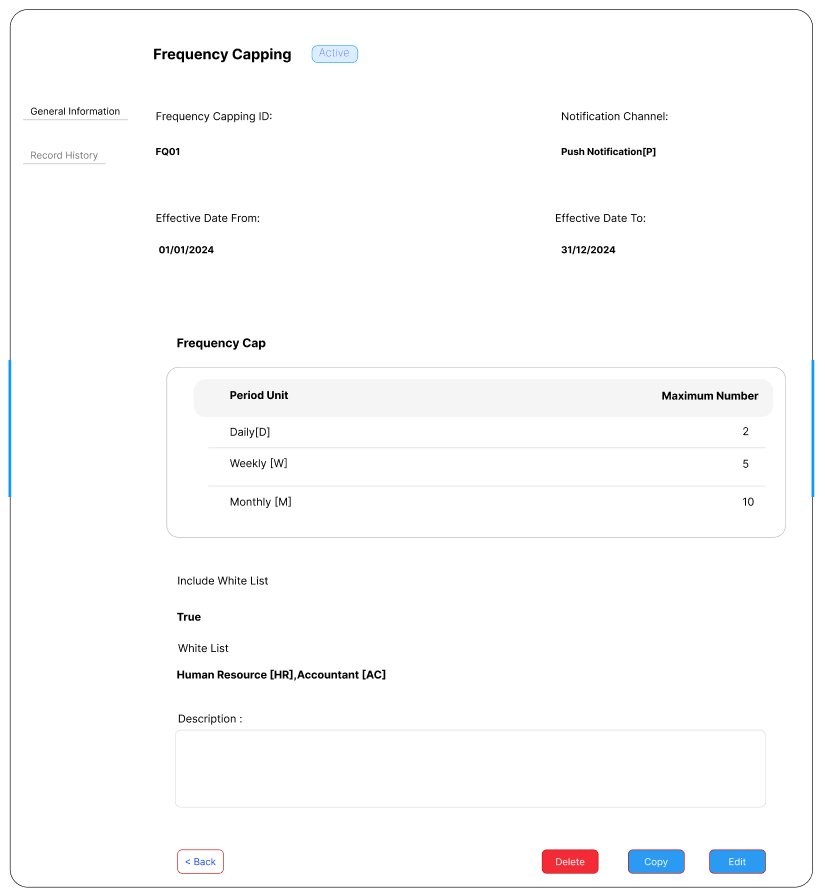 Frequency Capping Active
General Information
Record History
Frequency Capping ID: Notification Channel:
FQ01 Push Notification[P]
Effective Date From: Effective Date To:
01/01/2024 31/12/2024
Frequency Cap
Period Unit Maximum Number
Daily[D] 2
Weekly [W] 5
Monthly [M] 10
Include White List
True
White List
Human Resource [HR],Accountant [AC]
Description :
< Back Delete Copy Edit